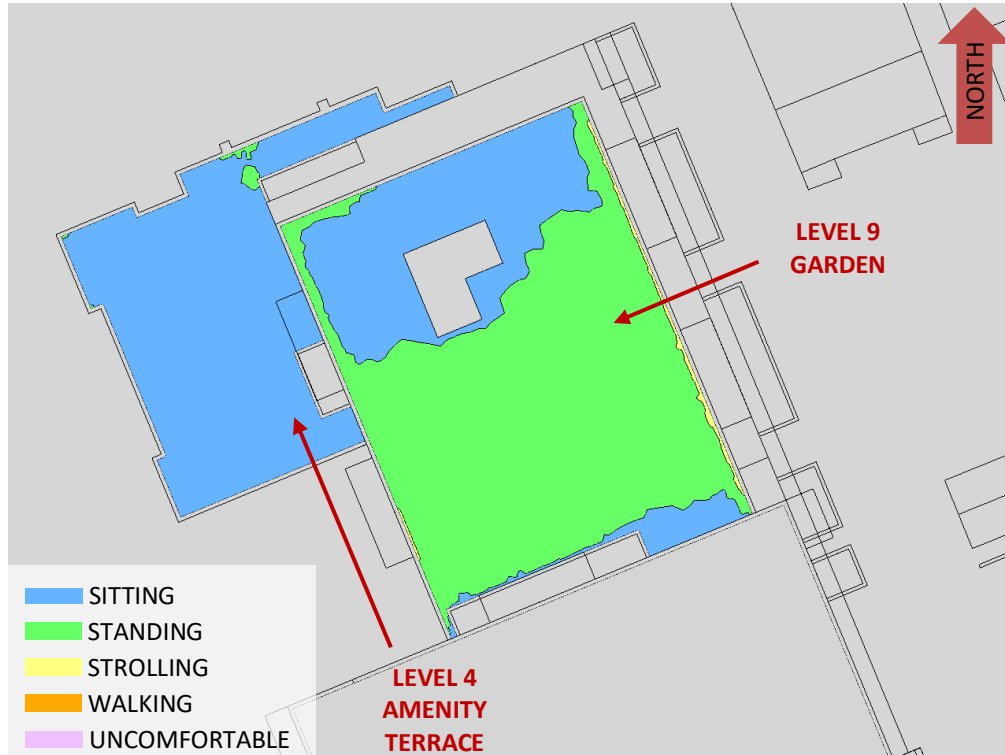 NORTH
LEVEL 9
GARDEN
SITTING
STANDING
STROLLING
WALKING
UNCOMFORTABLE
LEVEL 4
AMENITY
TERRACE